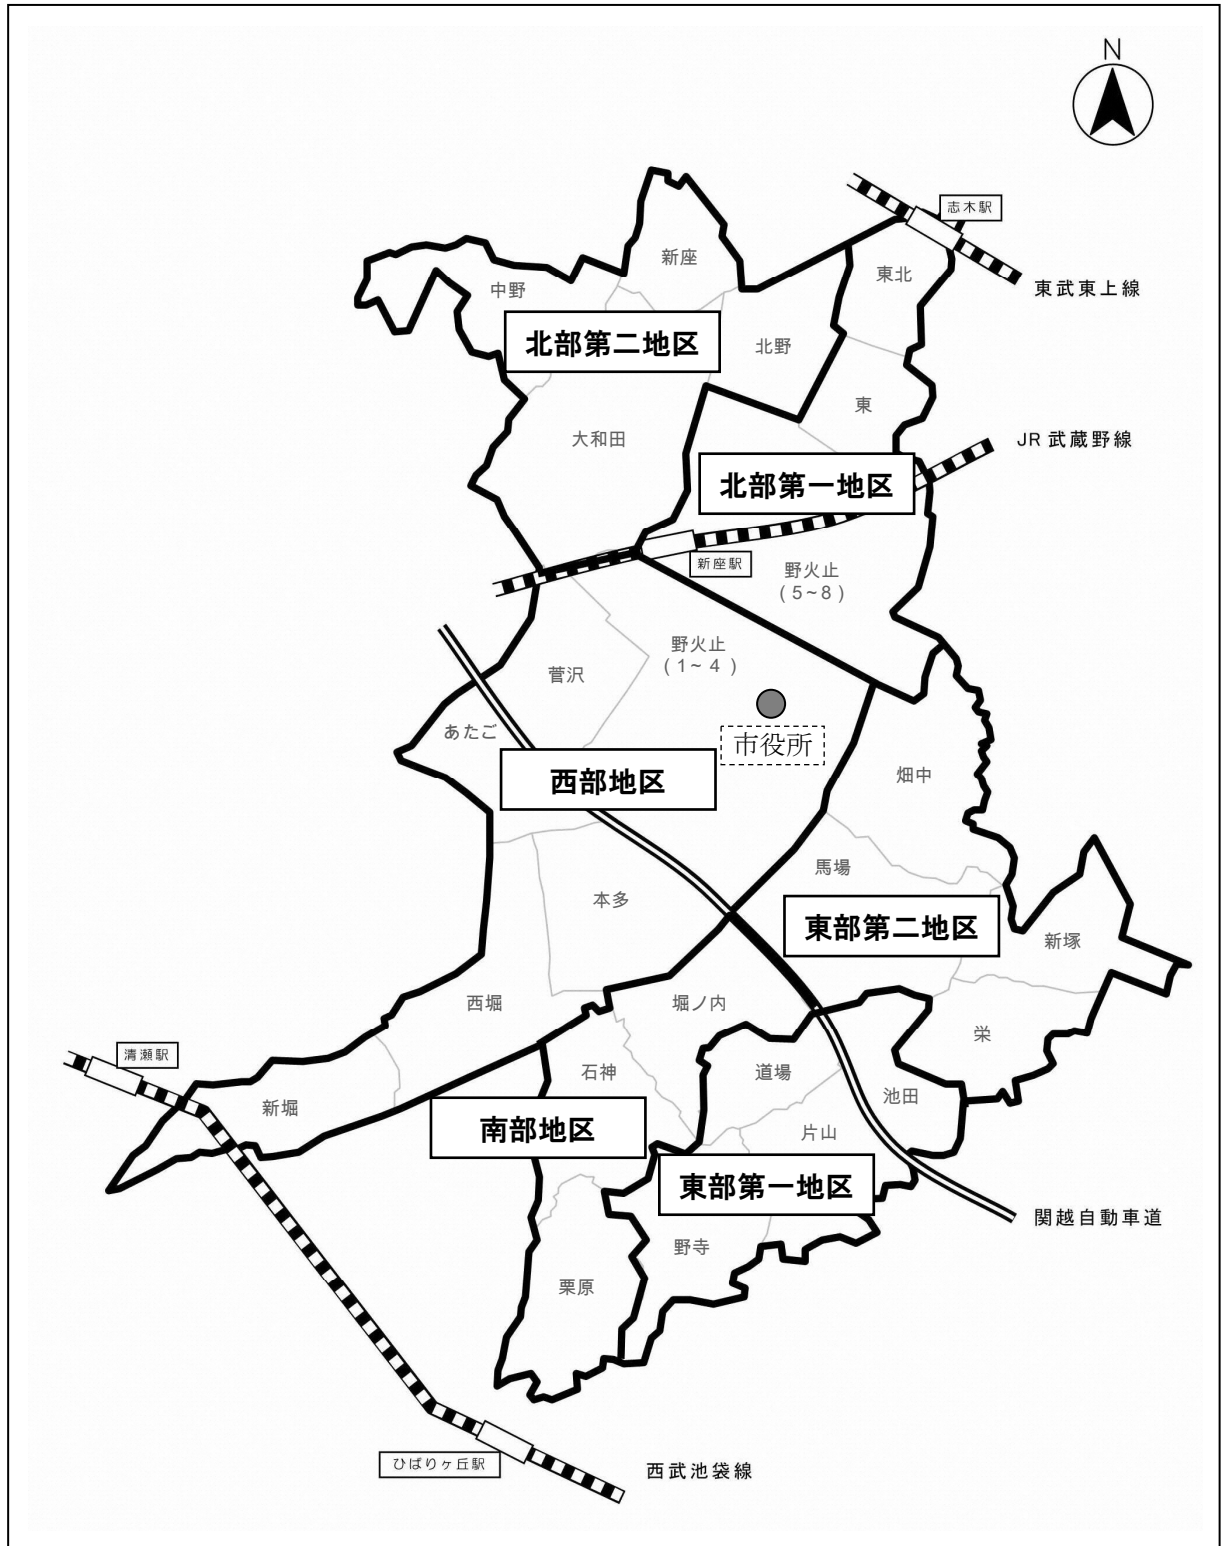 N
志木駅
新座
東北
東武東上線
中野
北部第二地区
北野
東
大和田
JR 武蔵野線
北部第一地区
新座駅
野火止
(5~8)
野火止
(1~4)
菅沢
あたご
市役所
西部地区
畑中
馬場
本多
東部第二地区
新塚
西堀
堀ノ内
栄
清瀬駅
石神
道場
池田
新堀
南部地区
片山
東部第一地区
関越自動車道
野寺
栗原
ひばりヶ丘駅
西武池袋線